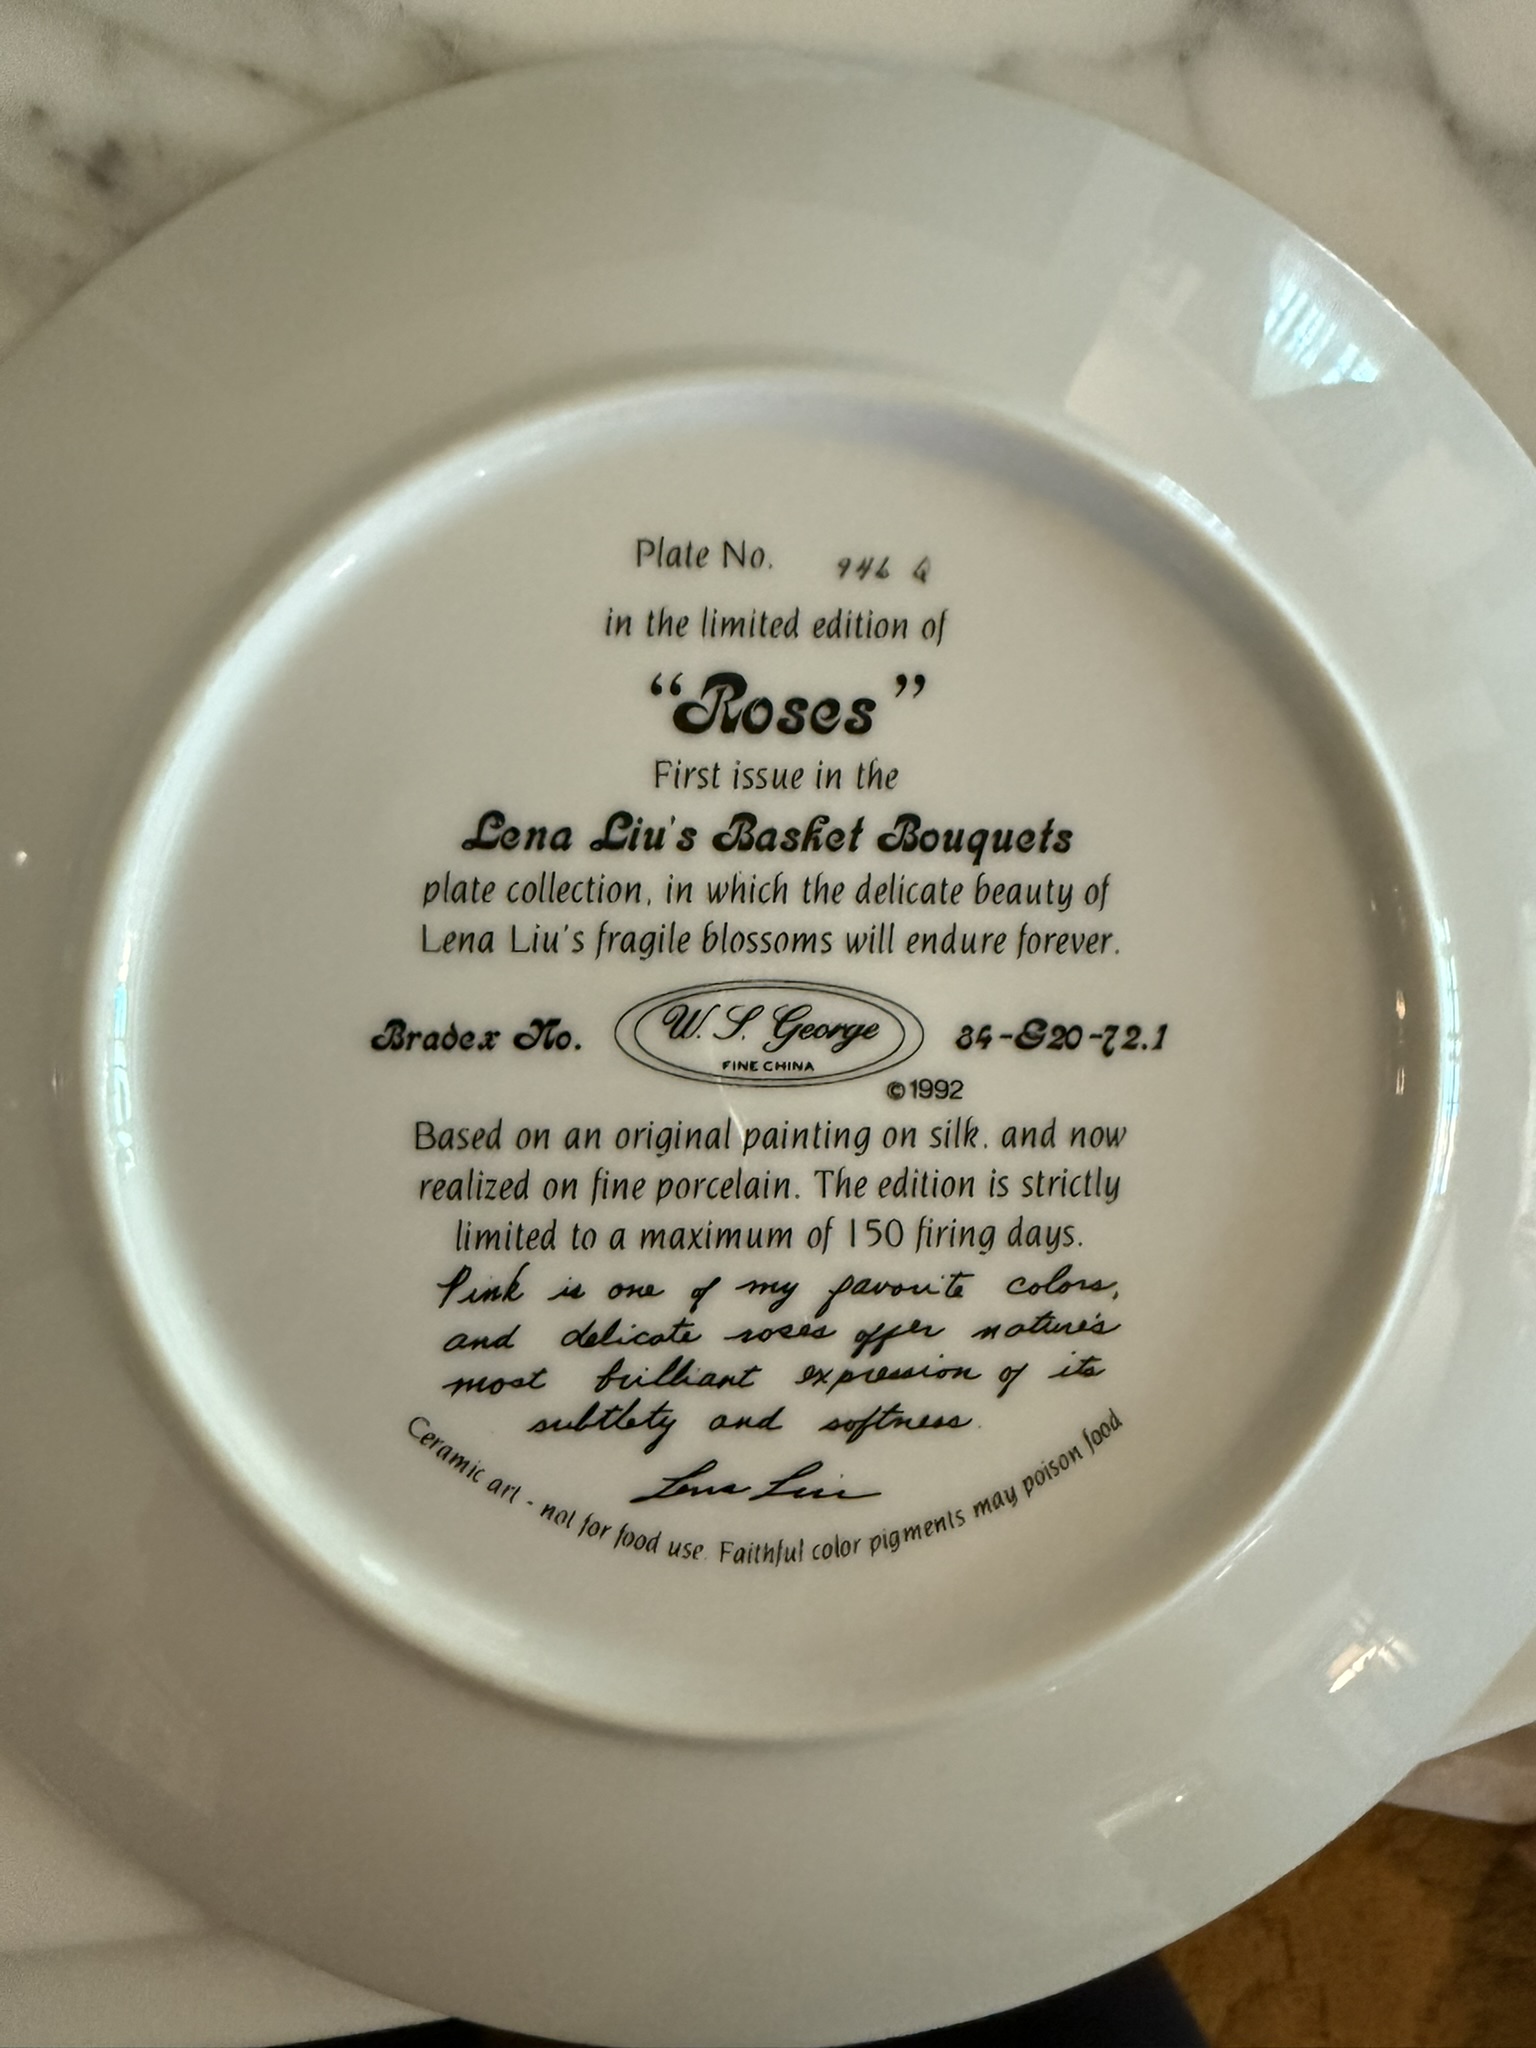 Plate No. 946 Q
in the limited edition of
“Roses”
First issue in the
Lena Liu's Basket Bouquets
plate collection, in which the delicate beauty of
Lena Liu's fragile blossoms will endure forever.
Bradex No. W. S. George 84-G20-72.1
FINE CHINA
©1992
Based on an original painting on silk, and now
realized on fine porcelain. The edition is strictly
limited to a maximum of 150 firing days.
Pink is one of my favorite colors,
and delicate roses offer nature's
most brilliant expression of its
subtlety and softness.
Lena Liu
Ceramic art - not for food use. Faithful color pigments may poison food